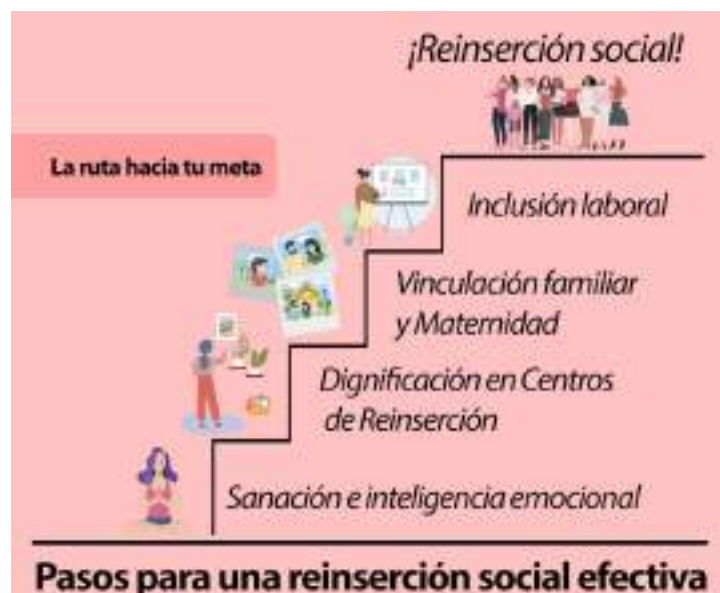 ¡Reinserción social!
La ruta hacia tu meta
Inclusión laboral
Vinculación familiar
y Maternidad
Dignificación en Centros
de Reinserción
Sanación e inteligencia emocional
Pasos para una reinserción social efectiva